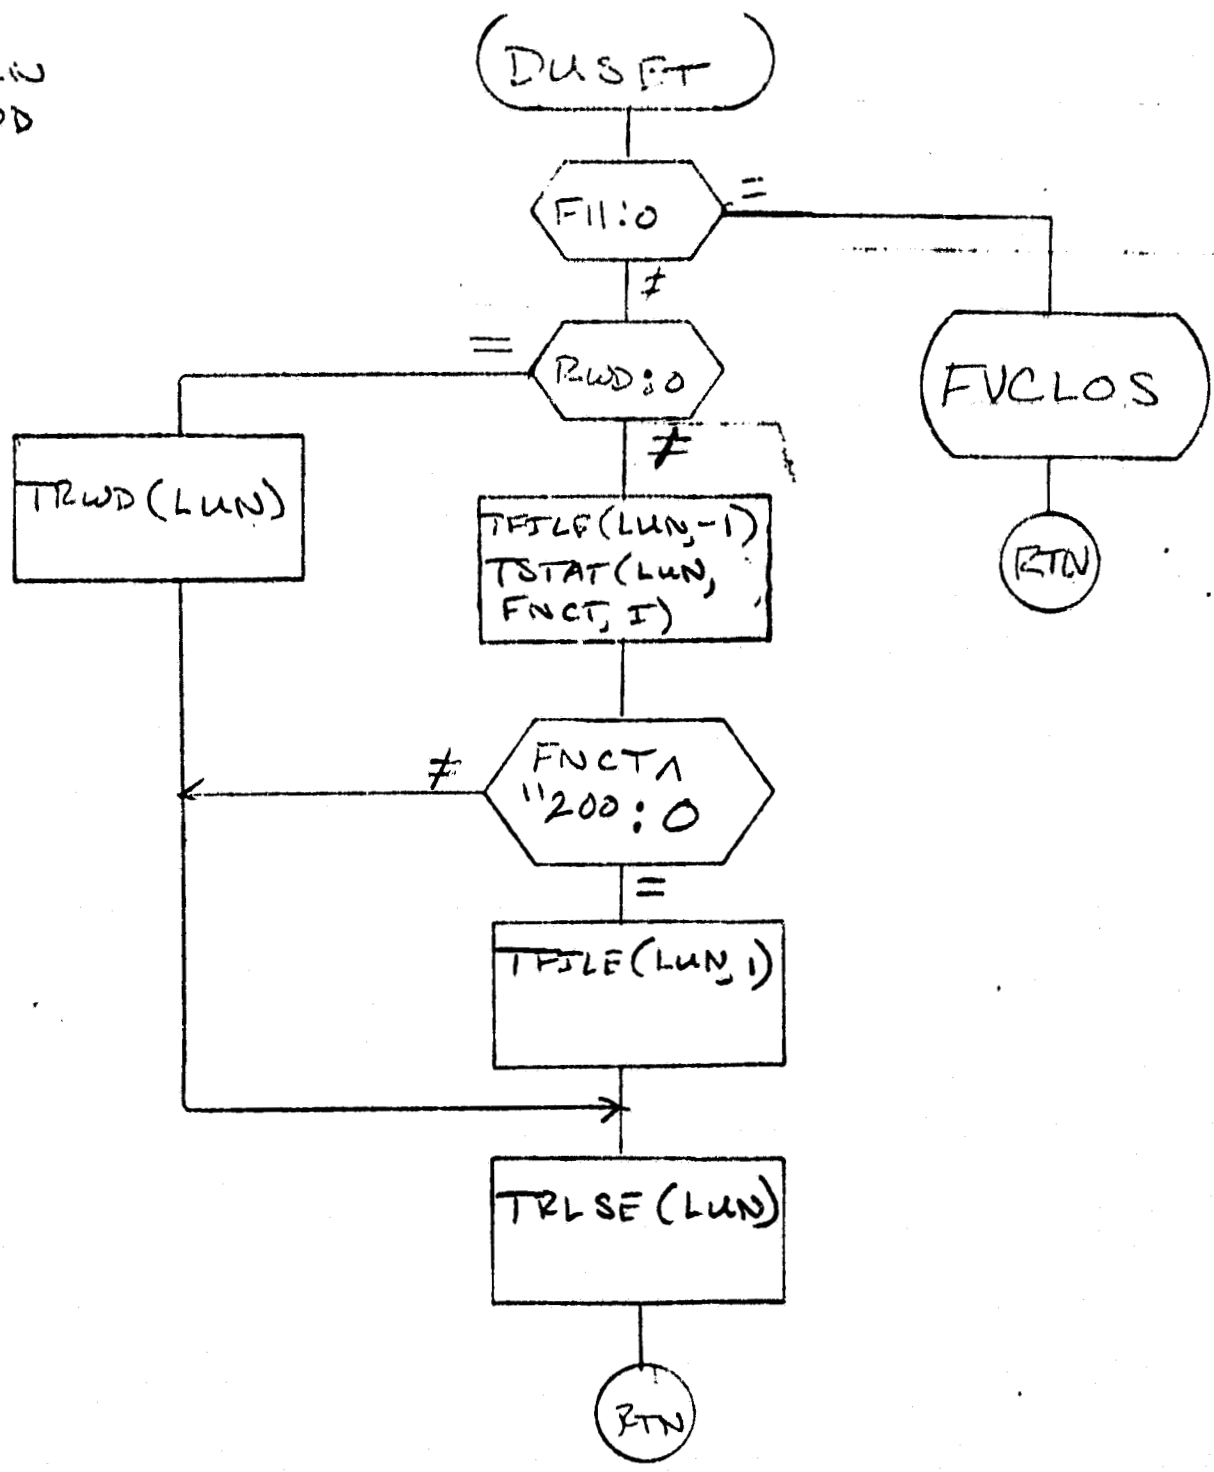 DUSET
F11:0
=
≠
RWD:0
=
≠
FVCLOS
RTN
TRWD(LUN)
TFILE(LUN,-1)
TSTAT(LUN,
FNCT, I)
FNCT∧
"200:0
≠
=
TFILE(LUN,1)
TRLSE(LUN)
RTN